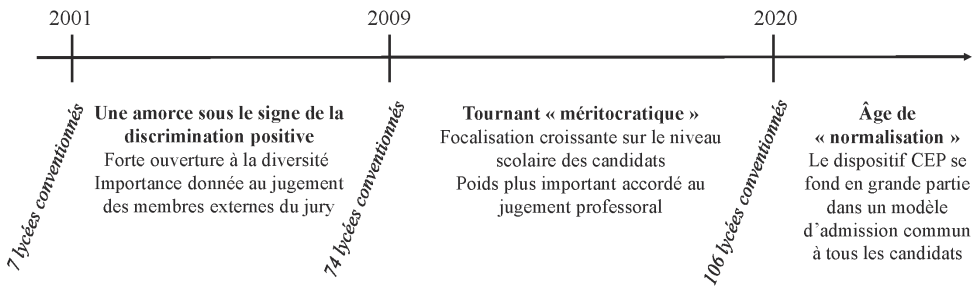 2001
2009
2020
7 lycées conventionnés
Une amorce sous le signe de la
discrimination positive
Forte ouverture à la diversité
Importance donnée au jugement
des membres externes du jury
74 lycées conventionnés
Tournant « méritocratique »
Focalisation croissante sur le niveau
scolaire des candidats
Poids plus important accordé au
jugement professoral
106 lycées conventionnés
Âge de
« normalisation »
Le dispositif CEP se
fond en grande partie
dans un modèle
d’admission commun
à tous les candidats